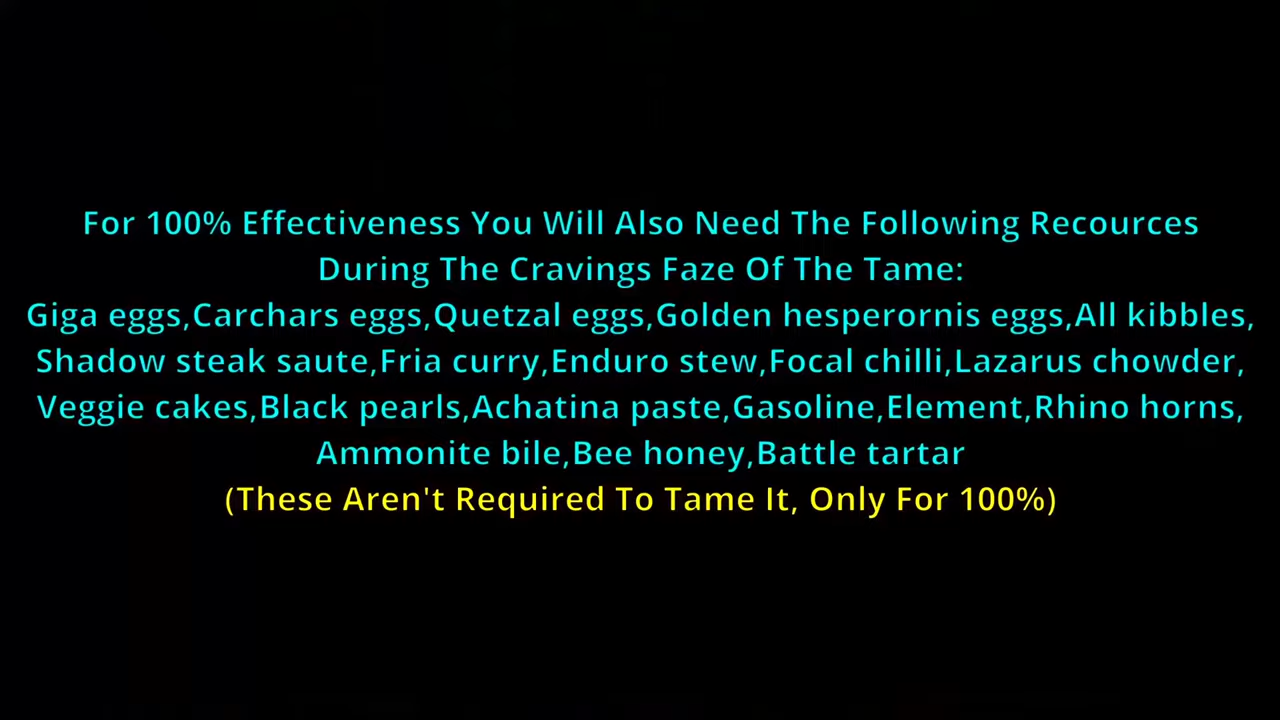 For 100% Effectiveness You Will Also Need The Following Recources
During The Cravings Faze Of The Tame:
Giga eggs,Carchars eggs,Quetzal eggs,Golden hesperornis eggs,All kibbles,
Shadow steak saute,Fria curry,Enduro stew,Focal chilli,Lazarus chowder,
Veggie cakes,Black pearls,Achatina paste,Gasoline,Element,Rhino horns,
Ammonite bile,Bee honey,Battle tartar
(These Aren't Required To Tame It, Only For 100%)